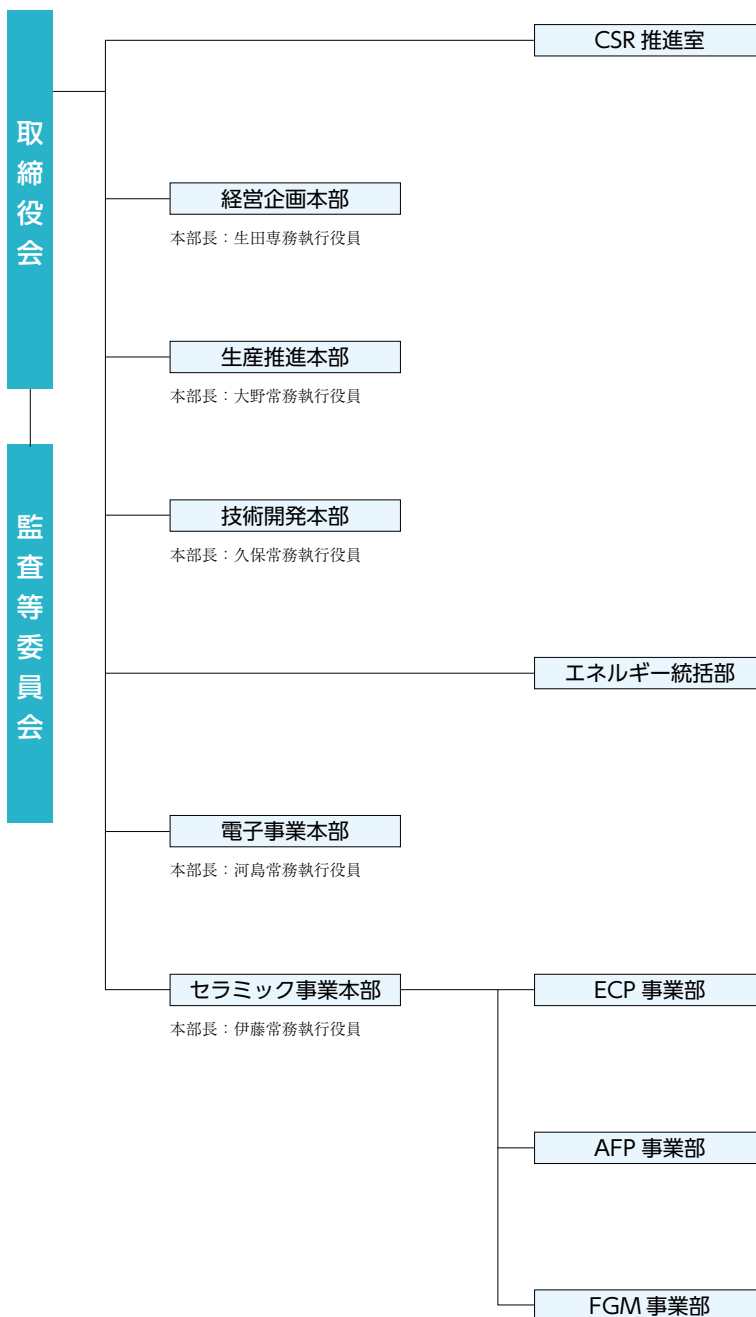 取締役会
監査等委員会
CSR 推進室
経営企画本部
本部長：生田専務執行役員
生産推進本部
本部長：大野常務執行役員
技術開発本部
本部長：久保常務執行役員
エネルギー統括部
電子事業本部
本部長：河島常務執行役員
セラミック事業本部
本部長：伊藤常務執行役員
ECP 事業部
AFP 事業部
FGM 事業部